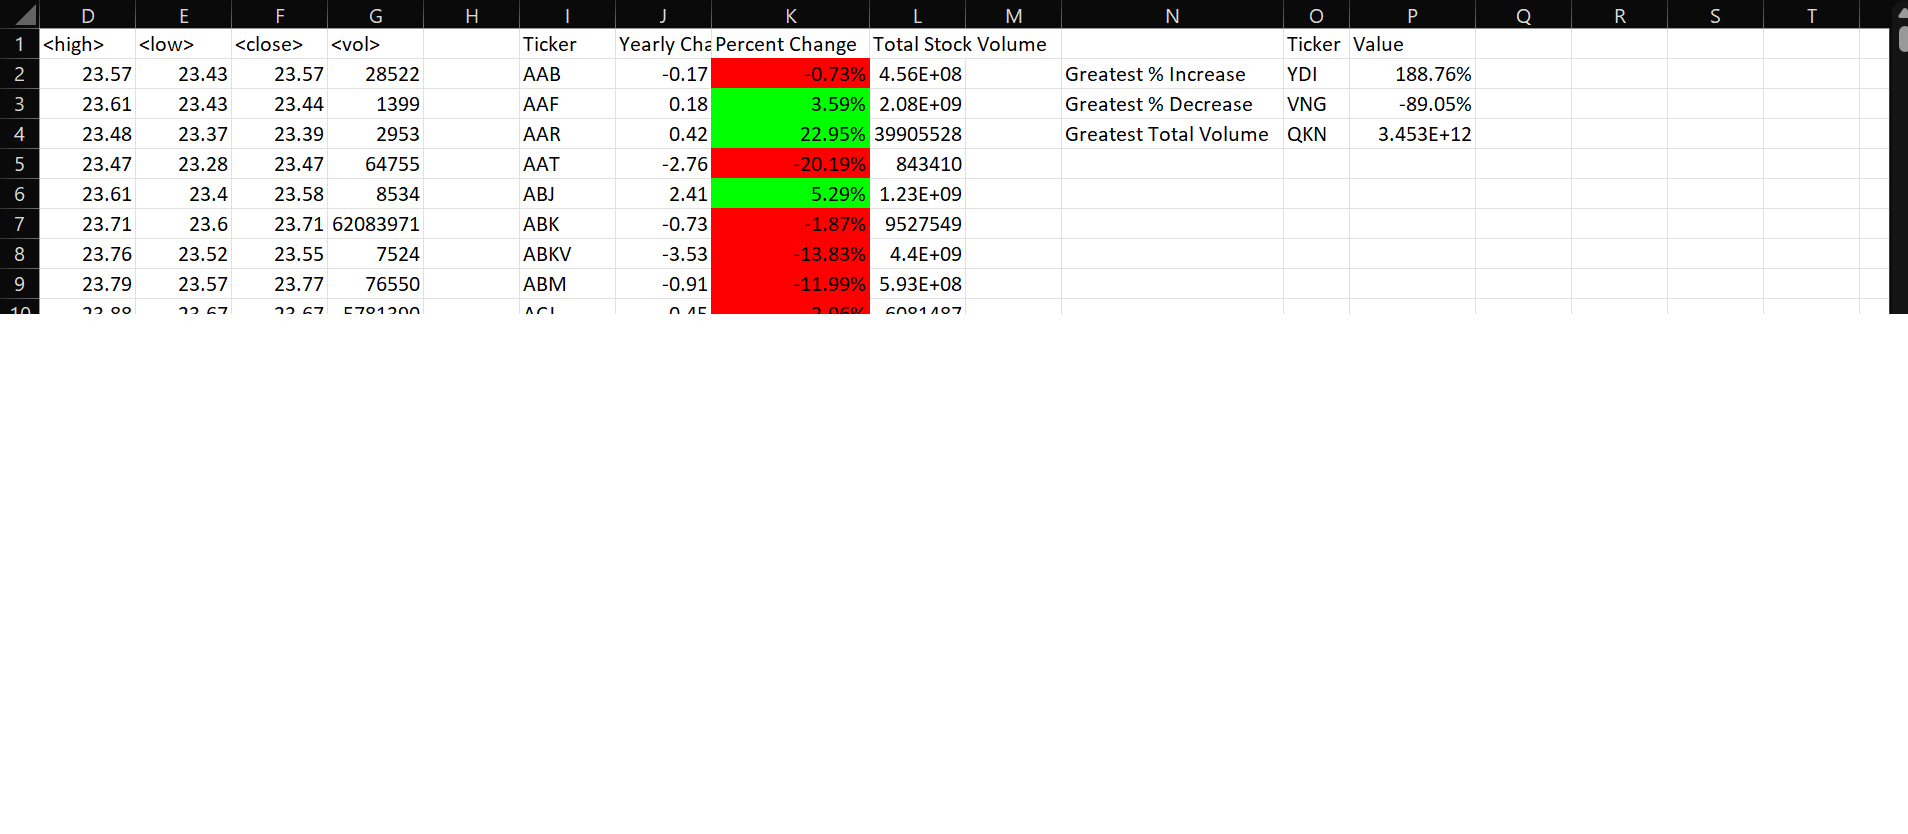 D E F G H I J K L M N O P Q R S T
1 <high> <low> <close> <vol> Ticker Yearly Cha Percent Change Total Stock Volume Ticker Value
2 23.57 23.43 23.57 28522 AAB -0.17 -0.73% 4.56E+08 Greatest % Increase YDI 188.76%
3 23.61 23.43 23.44 1399 AAF 0.18 3.59% 2.08E+09 Greatest % Decrease VNG -89.05%
4 23.48 23.37 23.39 2953 AAR 0.42 22.95% 39905528 Greatest Total Volume QKN 3.453E+12
5 23.47 23.28 23.47 64755 AAT -2.76 -20.19% 843410
6 23.61 23.4 23.58 8534 ABJ 2.41 5.29% 1.23E+09
7 23.71 23.6 23.71 62083971 ABK -0.73 -1.87% 9527549
8 23.76 23.52 23.55 7524 ABKV -3.53 -13.83% 4.4E+09
9 23.79 23.57 23.77 76550 ABM -0.91 -11.99% 5.93E+08
10 23.67 23.67